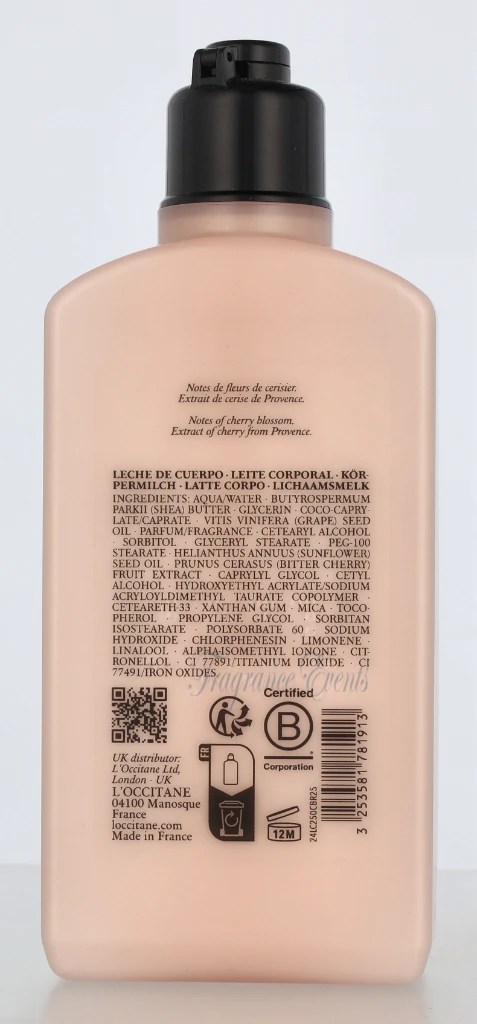 Notes de fleurs de cerisier.
Extrait de cerise de Provence.
Notes of cherry blossom.
Extract of cherry from Provence.
LECHE DE CUERPO · LEITE CORPORAL · KÖR-
PERMILCH · LATTE CORPO · LICHAAMSMELK
INGREDIENTS: AQUA/WATER · BUTYROSPERMUM
PARKII (SHEA) BUTTER · GLYCERIN · COCO-CAPRY-
LATE/CAPRATE · VITIS VINIFERA (GRAPE) SEED
OIL · PARFUM/FRAGRANCE · CETEARYL ALCOHOL
· SORBITOL · GLYCERYL STEARATE · PEG-100
STEARATE · HELIANTHUS ANNUUS (SUNFLOWER)
SEED OIL · PRUNUS CERASUS (BITTER CHERRY)
FRUIT EXTRACT · CAPRYLYL GLYCOL · CETYL
ALCOHOL · HYDROXYETHYL ACRYLATE/SODIUM
ACRYLOYLDIMETHYL TAURATE COPOLYMER ·
CETEARETH-33 · XANTHAN GUM · MICA · TOCO-
PHEROL · PROPYLENE GLYCOL · SORBITAN
ISOSTEARATE · POLYSORBATE 60 · SODIUM
HYDROXIDE · CHLORPHENESIN · LIMONENE ·
LINALOOL · ALPHA-ISOMETHYL IONONE · CIT-
RONELLOL · CI 77891/TITANIUM DIOXIDE · CI
77491/IRON OXIDES.
Fragrance Events
Certified
B
Corporation
FR
UK distributor:
L'Occitane Ltd,
London · UK
L'OCCITANE
04100 Manosque
France
loccitane.com
Made in France
12M
24LC250CBR25
3 253581 781913